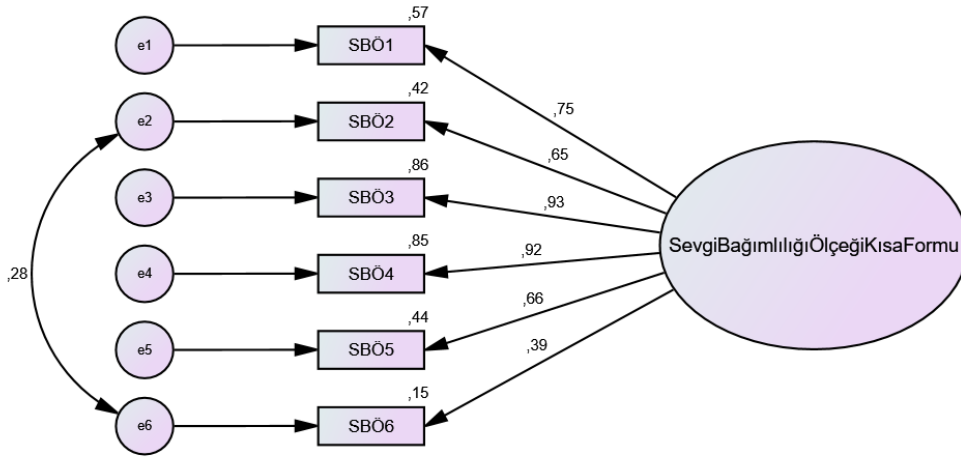 ,57
e1
SBÖ1
,75
,42
e2
SBÖ2
,65
,86
e3
SBÖ3
,93
SevgiBağımlılığıÖlçeğiKısaFormu
,85
e4
SBÖ4
,92
,28
,44
e5
SBÖ5
,66
,39
,15
e6
SBÖ6